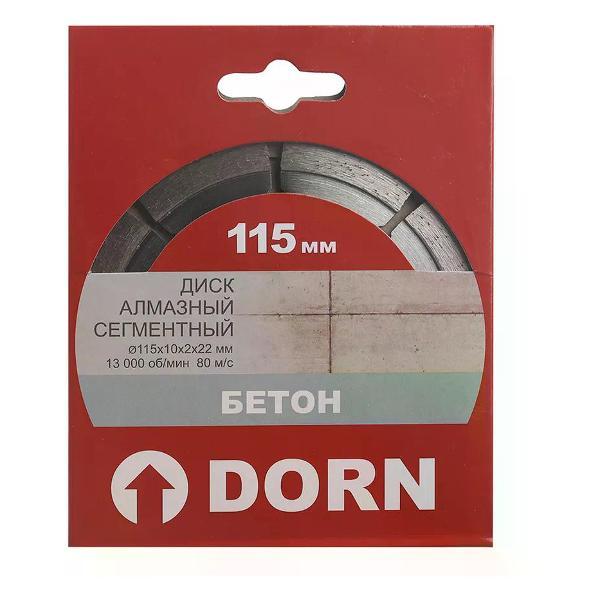 115 мм
ДИСК
АЛМАЗНЫЙ
СЕГМЕНТНЫЙ
ø115x10x2x22 мм
13 000 об/мин 80 м/с
БЕТОН
DORN